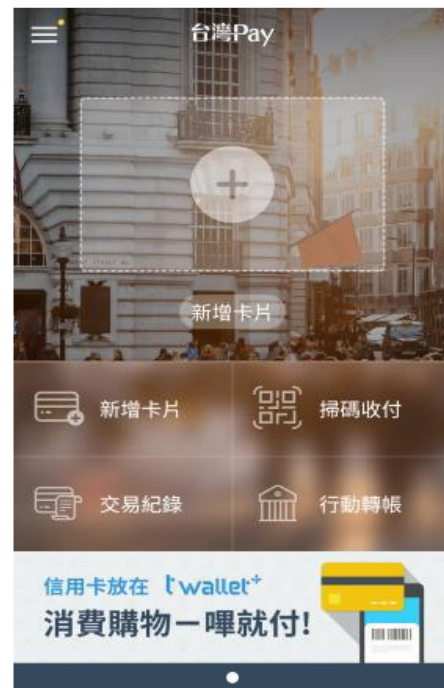 台灣Pay
新增卡片
新增卡片
掃碼收付
交易紀錄
行動轉帳
信用卡放在 t wallet+
消費購物一嗶就付!